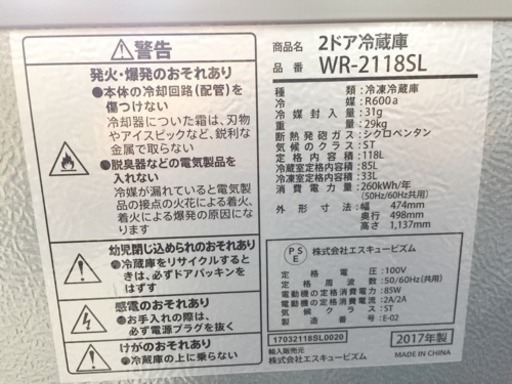 警告
発火・爆発のおそれあり
●本体の冷却回路(配管)を
傷つけない
冷却器についた霜は、刃物
やアイスピックなど、鋭利な
金属で取らない
●脱臭器などの電気製品を
入れない
冷媒が漏れていると電気製
品の接点の火花による着火、
着火による爆発の原因に
なります
幼児閉じ込められのおそれあり
●冷蔵庫をリサイクルするとき
は、必ずドアパッキンを
はずす
感電のおそれあり
●お手入れの際は、
必ず電源プラグを抜く
けがのおそれあり
●冷蔵庫の上に乗らない
商品名 2ドア冷蔵庫
品番 WR-2118SL
種類:冷凍冷蔵庫
冷媒:R600a
冷媒封入量:31g
重量:29kg
断熱発泡ガス:シクロペンタン
気候のクラス:ST
定格内容積:118L
冷蔵室定格内容積:85L
冷凍室定格内容積:33L
消費電力量:260kWh/年
(50Hz/60Hz共用)
外形寸法:幅 474mm
奥行 498mm
高さ 1,137mm
PSE 株式会社エスキュービズム
定格電圧:100V
定格周波数:50/60Hz(共用)
電動機の定格消費電力:85W
電動機の定格消費電流:2A/2A
気候のクラス:ST
製品の型名:E-02
17032118SL0020
輸入販売元
株式会社エスキュービズム
2017年製
MADE IN CHINA